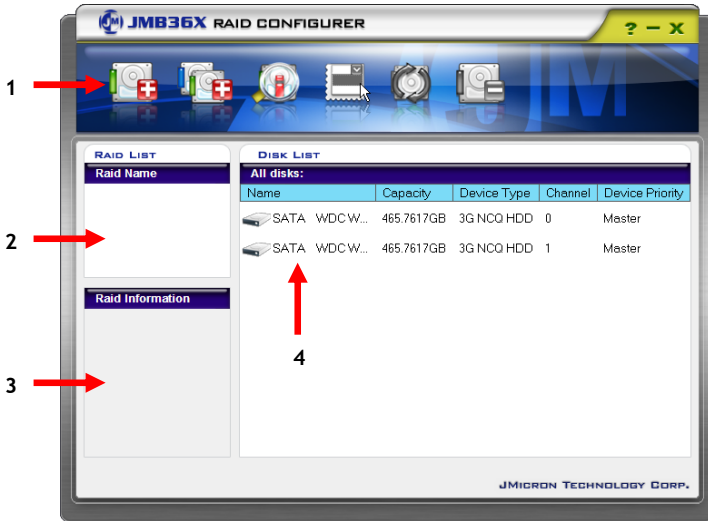 JMB36X RAID CONFIGURER
? – X
1
RAID LIST
DISK LIST
Raid Name
All disks:
Name Capacity Device Type Channel Device Priority
SATA WDC W... 465.7617GB 3G NCQ HDD 0 Master
2
SATA WDC W... 465.7617GB 3G NCQ HDD 1 Master
Raid Information
4
3
JMICRON TECHNOLOGY CORP.